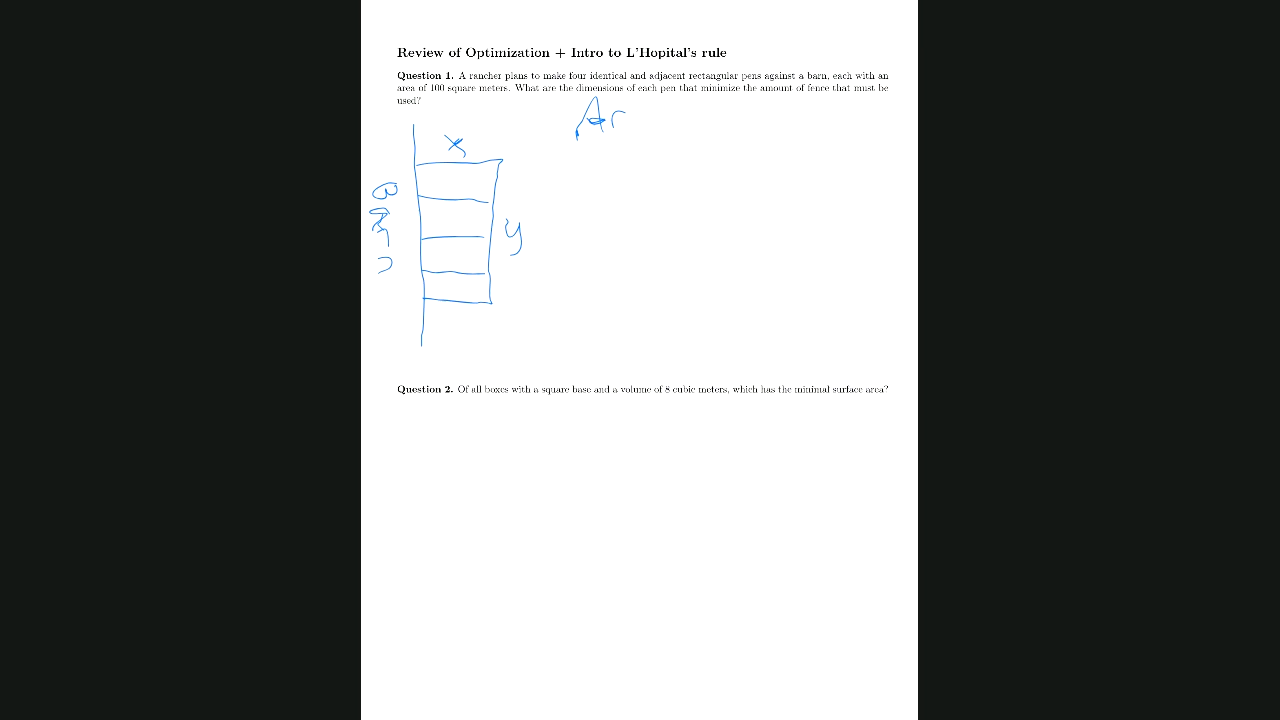 Review of Optimization + Intro to L'Hopital's rule
Question 1. A rancher plans to make four identical and adjacent rectangular pens against a barn, each with an
area of 100 square meters. What are the dimensions of each pen that minimize the amount of fence that must be
used?
Ar
x
y
Question 2. Of all boxes with a square base and a volume of 8 cubic meters, which has the minimal surface area?